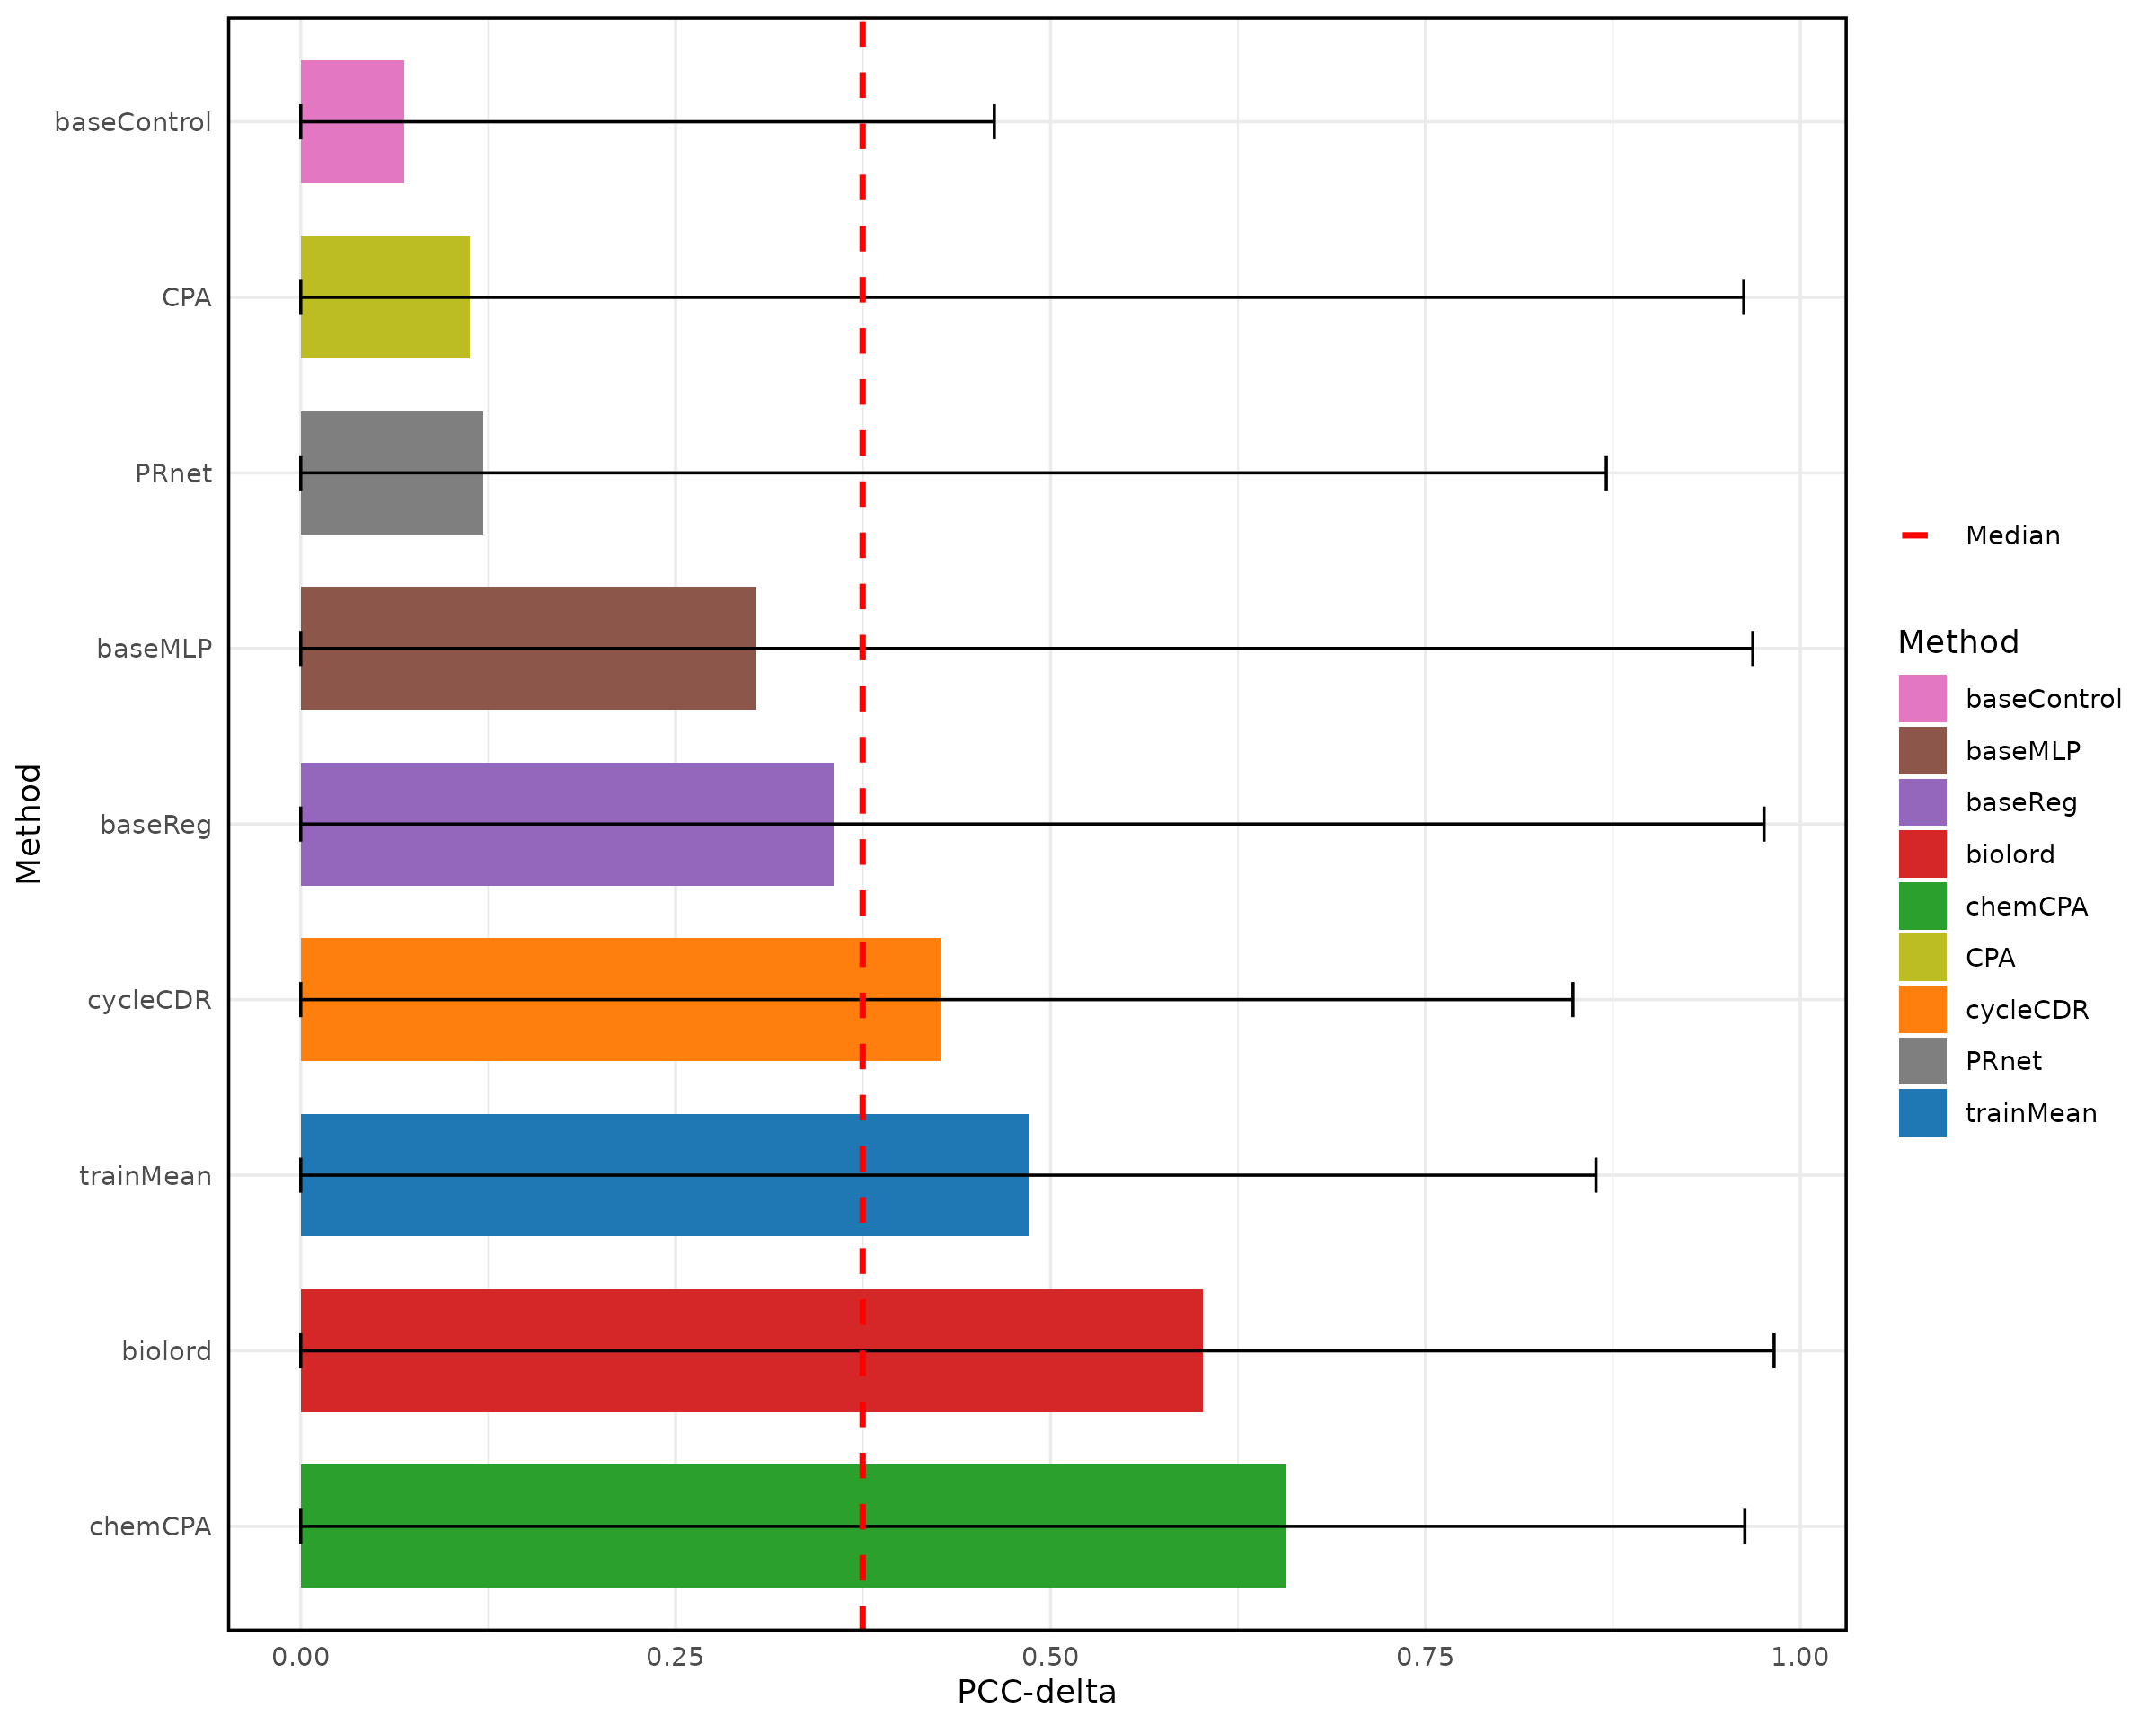 baseControl
CPA
PRnet
baseMLP
baseReg
cycleCDR
trainMean
biolord
chemCPA
Method
0.00 0.25 0.50 0.75 1.00
PCC-delta
Median
Method
baseControl
baseMLP
baseReg
biolord
chemCPA
CPA
cycleCDR
PRnet
trainMean